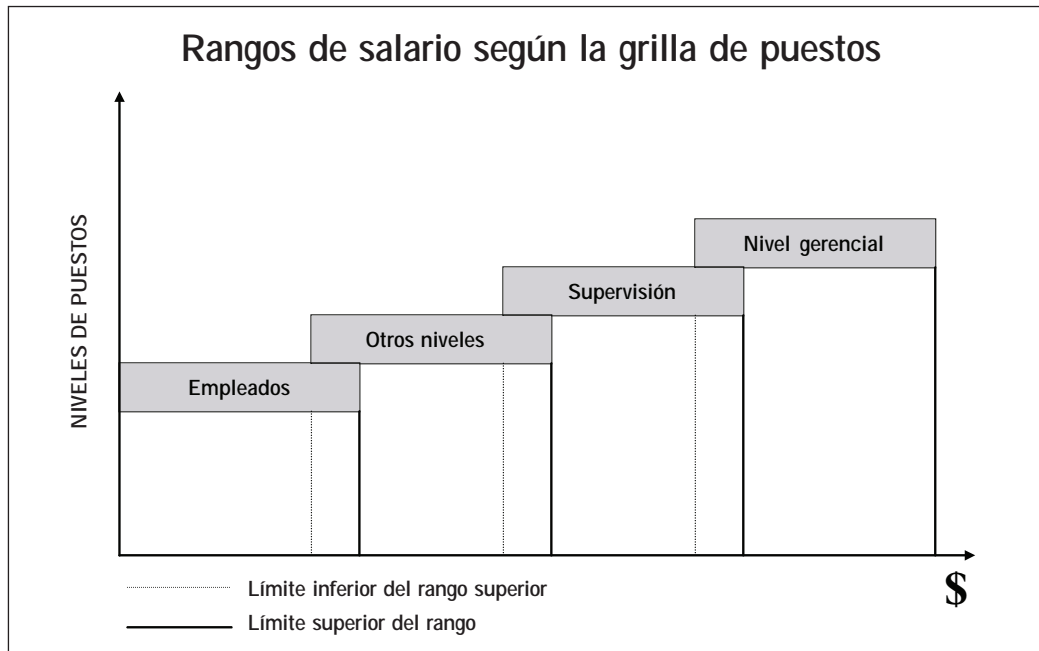 Rangos de salario según la grilla de puestos
NIVELES DE PUESTOS
Nivel gerencial
Supervisión
Otros niveles
Empleados
$
Límite inferior del rango superior
Límite superior del rango